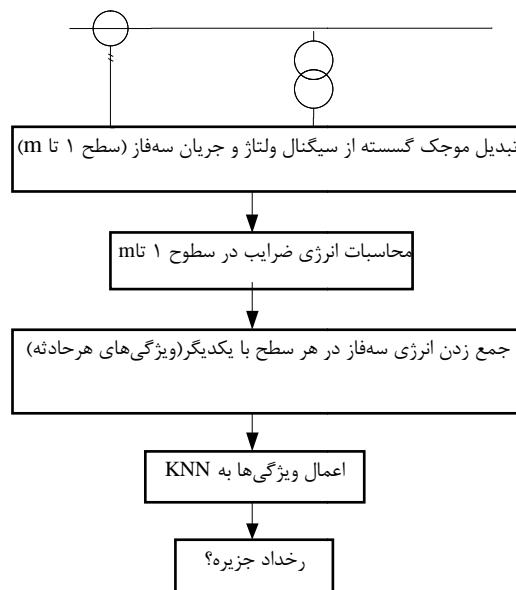 تبدیل موجک گسسته از سیگنال ولتاژ و جریان سه‌فاز (سطح ۱ تا m)
محاسبات انرژی ضرایب در سطوح ۱ تاm
جمع زدن انرژی سه‌فاز در هر سطح با یکدیگر(ویژگی‌های هرحادثه)
اعمال ویژگی‌ها به KNN
رخداد جزیره؟